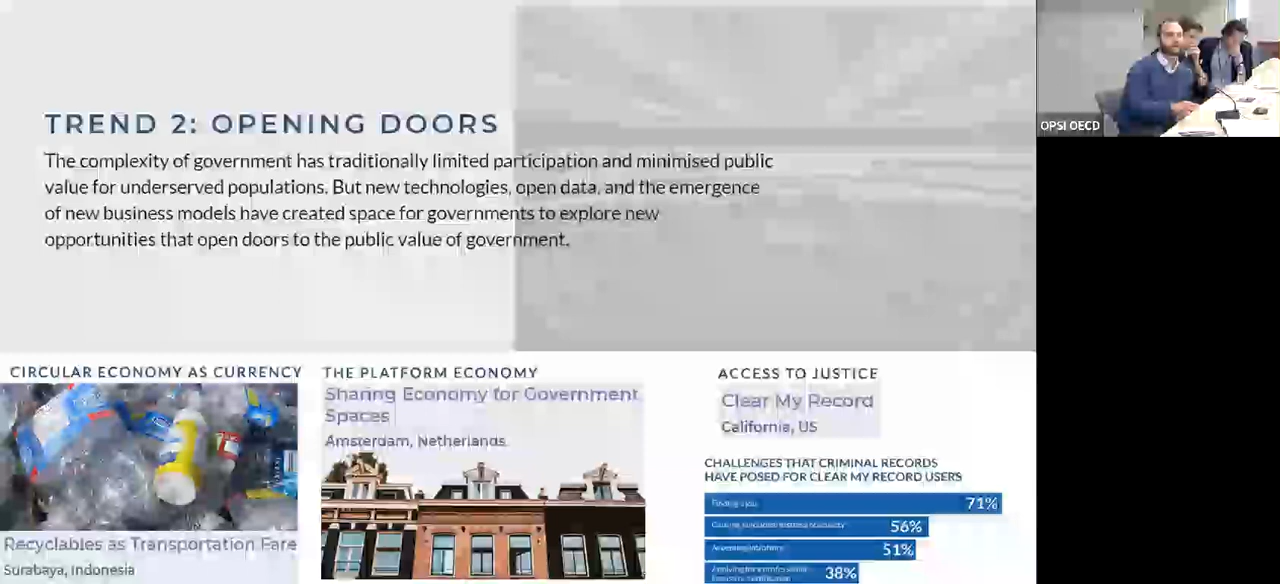 TREND 2: OPENING DOORS
The complexity of government has traditionally limited participation and minimised public
value for underserved populations. But new technologies, open data, and the emergence
of new business models have created space for governments to explore new
opportunities that open doors to the public value of government.
OPSI OECD
CIRCULAR ECONOMY AS CURRENCY
Recyclables as Transportation Fare
Surabaya, Indonesia
THE PLATFORM ECONOMY
Sharing Economy for Government
Spaces
Amsterdam, Netherlands
ACCESS TO JUSTICE
Clear My Record
California, US
CHALLENGES THAT CRIMINAL RECORDS
HAVE POSED FOR CLEAR MY RECORD USERS
Finding a job 71%
56%
51%
38%